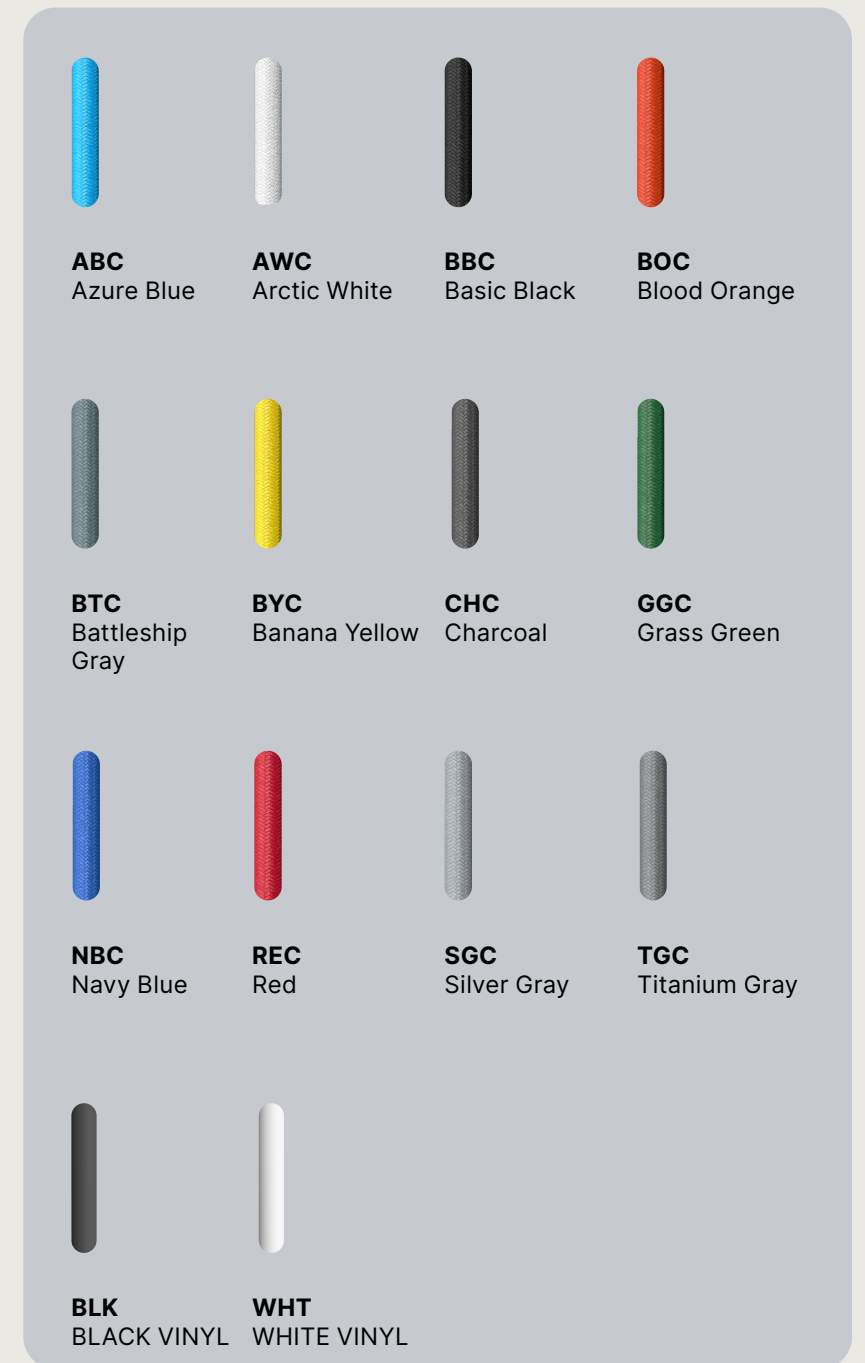 ABC
Azure Blue
AWC
Arctic White
BBC
Basic Black
BOC
Blood Orange
BTC
Battleship
Gray
BYC
Banana Yellow
CHC
Charcoal
GGC
Grass Green
NBC
Navy Blue
REC
Red
SGC
Silver Gray
TGC
Titanium Gray
BLK
BLACK VINYL
WHT
WHITE VINYL